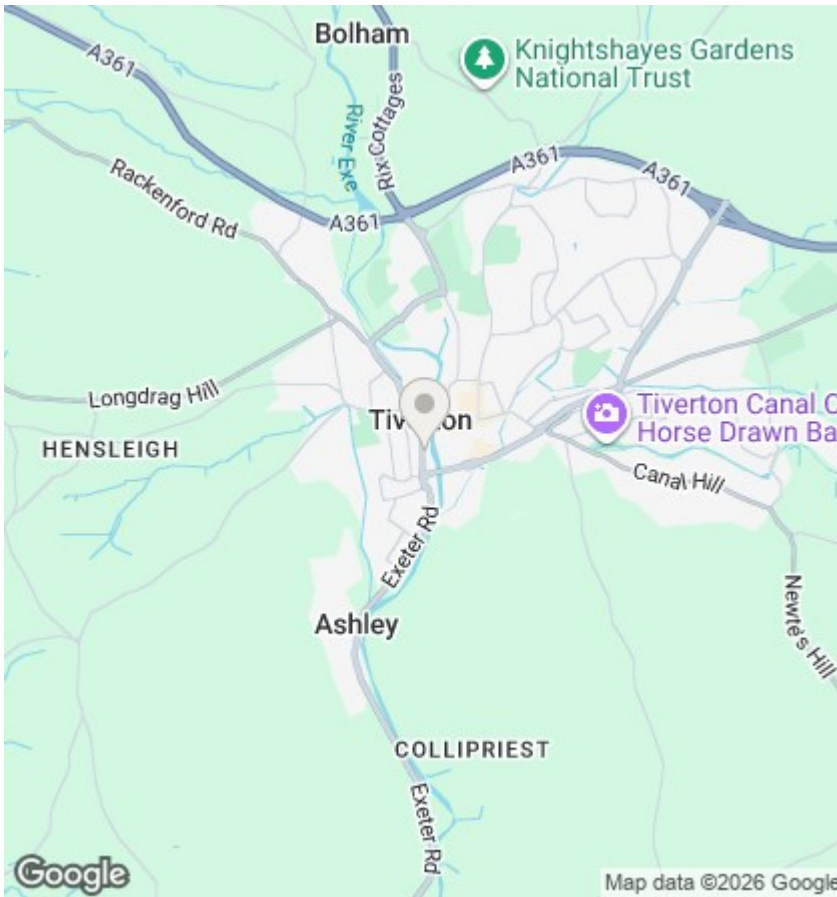 Bolham
Knightshayes Gardens
National Trust
A361
River Exe
Rix Cottages
A361
A361
A361
Rackenford Rd
Longdrag Hill
Tiverton
Tiverton Canal C
Horse Drawn Ba
HENSLEIGH
Canal Hill
Exeter Rd
Newte's Hill
Ashley
COLLIPRIEST
Exeter Rd
Google
Map data ©2026 Google